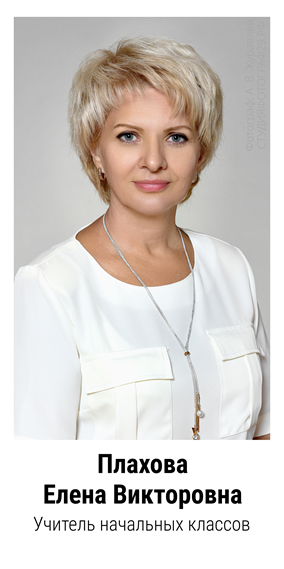 Плахова
Елена Викторовна
Учитель начальных классов